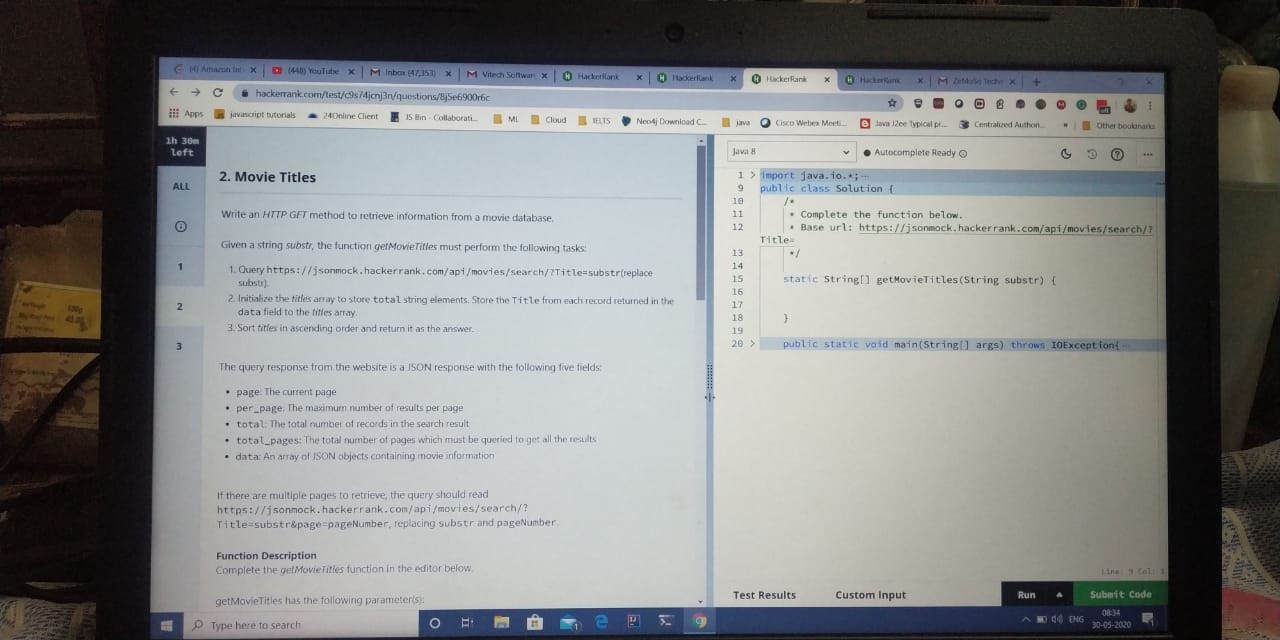 (4) Amazon Int
(448) YouTube
Inbox (47,353)
Vitech Softwar
HackerRank
HackerRank
HackerRank
HackerRank
ZeMoSo Techn
hackerrank.com/test/c9s74jcnj3n/questions/8j5e6900r6c
Apps
javascript tutorials
24Online Client
JS Bin - Collaborati...
ML
Cloud
IELTS
Neo4j Download C...
java
Cisco Webex Meeti...
Java J2ee Typical pr...
Centralized Authori...
»
Other bookmarks
1h 30m
left
ALL
1
2
3
2. Movie Titles
Write an HTTP GET method to retrieve information from a movie database.
Given a string substr, the function getMovieTitles must perform the following tasks:
1. Query https://jsonmock.hackerrank.com/api/movies/search/?Title=substr(replace
substr).
2. Initialize the titles array to store total string elements. Store the Title from each record returned in the
data field to the titles array.
3. Sort titles in ascending order and return it as the answer.
The query response from the website is a JSON response with the following five fields:
• page: The current page
• per_page: The maximum number of results per page
• total: The total number of records in the search result
• total_pages: The total number of pages which must be queried to get all the results
• data: An array of JSON objects containing movie information
If there are multiple pages to retrieve, the query should read
https://jsonmock.hackerrank.com/api/movies/search/?
Title=substr&page=pageNumber, replacing substr and pageNumber.
Function Description
Complete the getMovieTitles function in the editor below.
getMovieTitles has the following parameter(s):
Java 8
Autocomplete Ready
1 > import java.io.*;...
9 public class Solution {
10 /*
11 * Complete the function below.
12 * Base url: https://jsonmock.hackerrank.com/api/movies/search/?
Title=
13 */
14
15 static String[] getMovieTitles(String substr) {
16
17
18 }
19
20 > public static void main(String[] args) throws IOException{...
Line: 9 Col: 1
Test Results
Custom Input
Run
Submit Code
Type here to search
ENG
08:34
30-05-2020